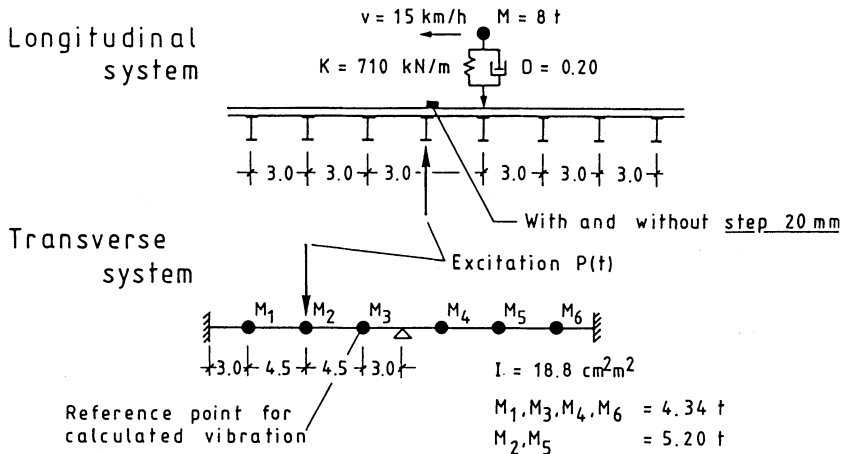 Longitudinal system
v = 15 km/h M = 8 t
K = 710 kN/m D = 0.20
3.0 3.0 3.0 3.0 3.0 3.0
With and without step 20 mm
Transverse system
Excitation P(t)
M₁ M₂ M₃ M₄ M₅ M₆
3.0 4.5 4.5 3.0
I = 18.8 cm²m²
Reference point for calculated vibration
M₁,M₃,M₄,M₆ = 4.34 t
M₂,M₅ = 5.20 t